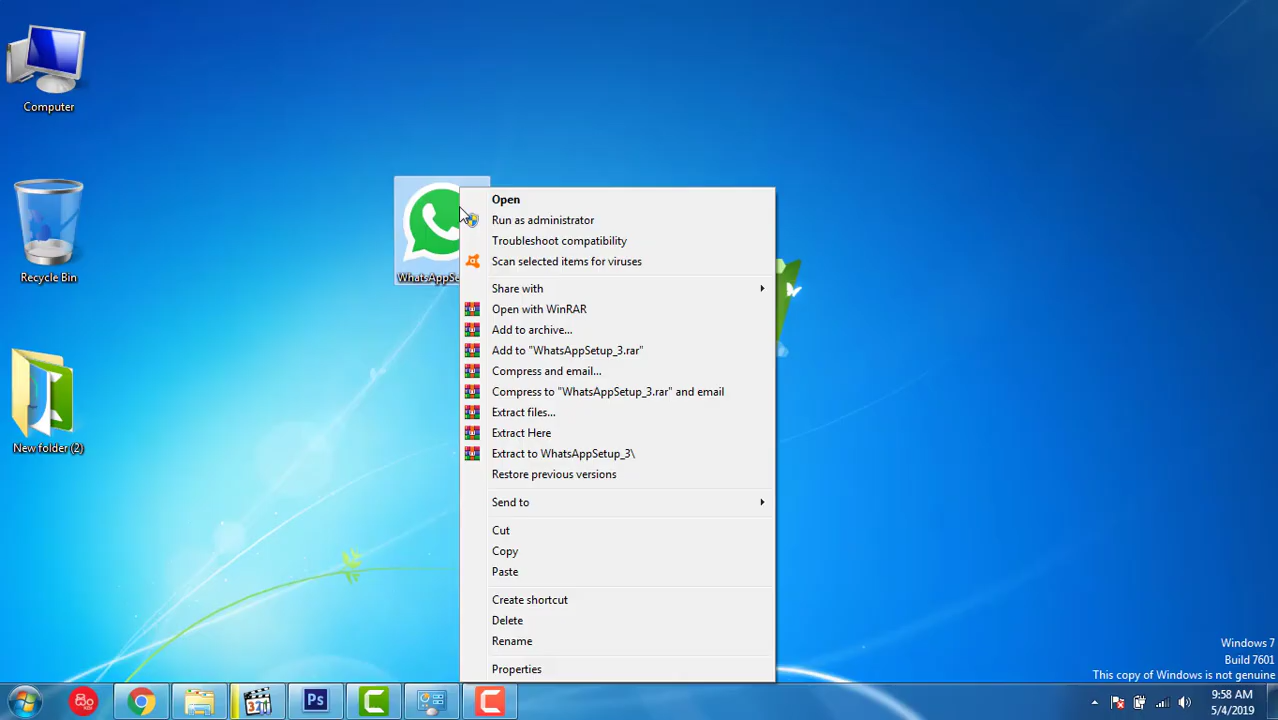 Computer
Recycle Bin
New folder (2)
WhatsAppSe
Open
Run as administrator
Troubleshoot compatibility
Scan selected items for viruses
Share with
Open with WinRAR
Add to archive...
Add to "WhatsAppSetup_3.rar"
Compress and email...
Compress to "WhatsAppSetup_3.rar" and email
Extract files...
Extract Here
Extract to WhatsAppSetup_3\
Restore previous versions
Send to
Cut
Copy
Paste
Create shortcut
Delete
Rename
Properties
Windows 7
Build 7601
This copy of Windows is not genuine
321
Ps
9:58 AM
5/4/2019